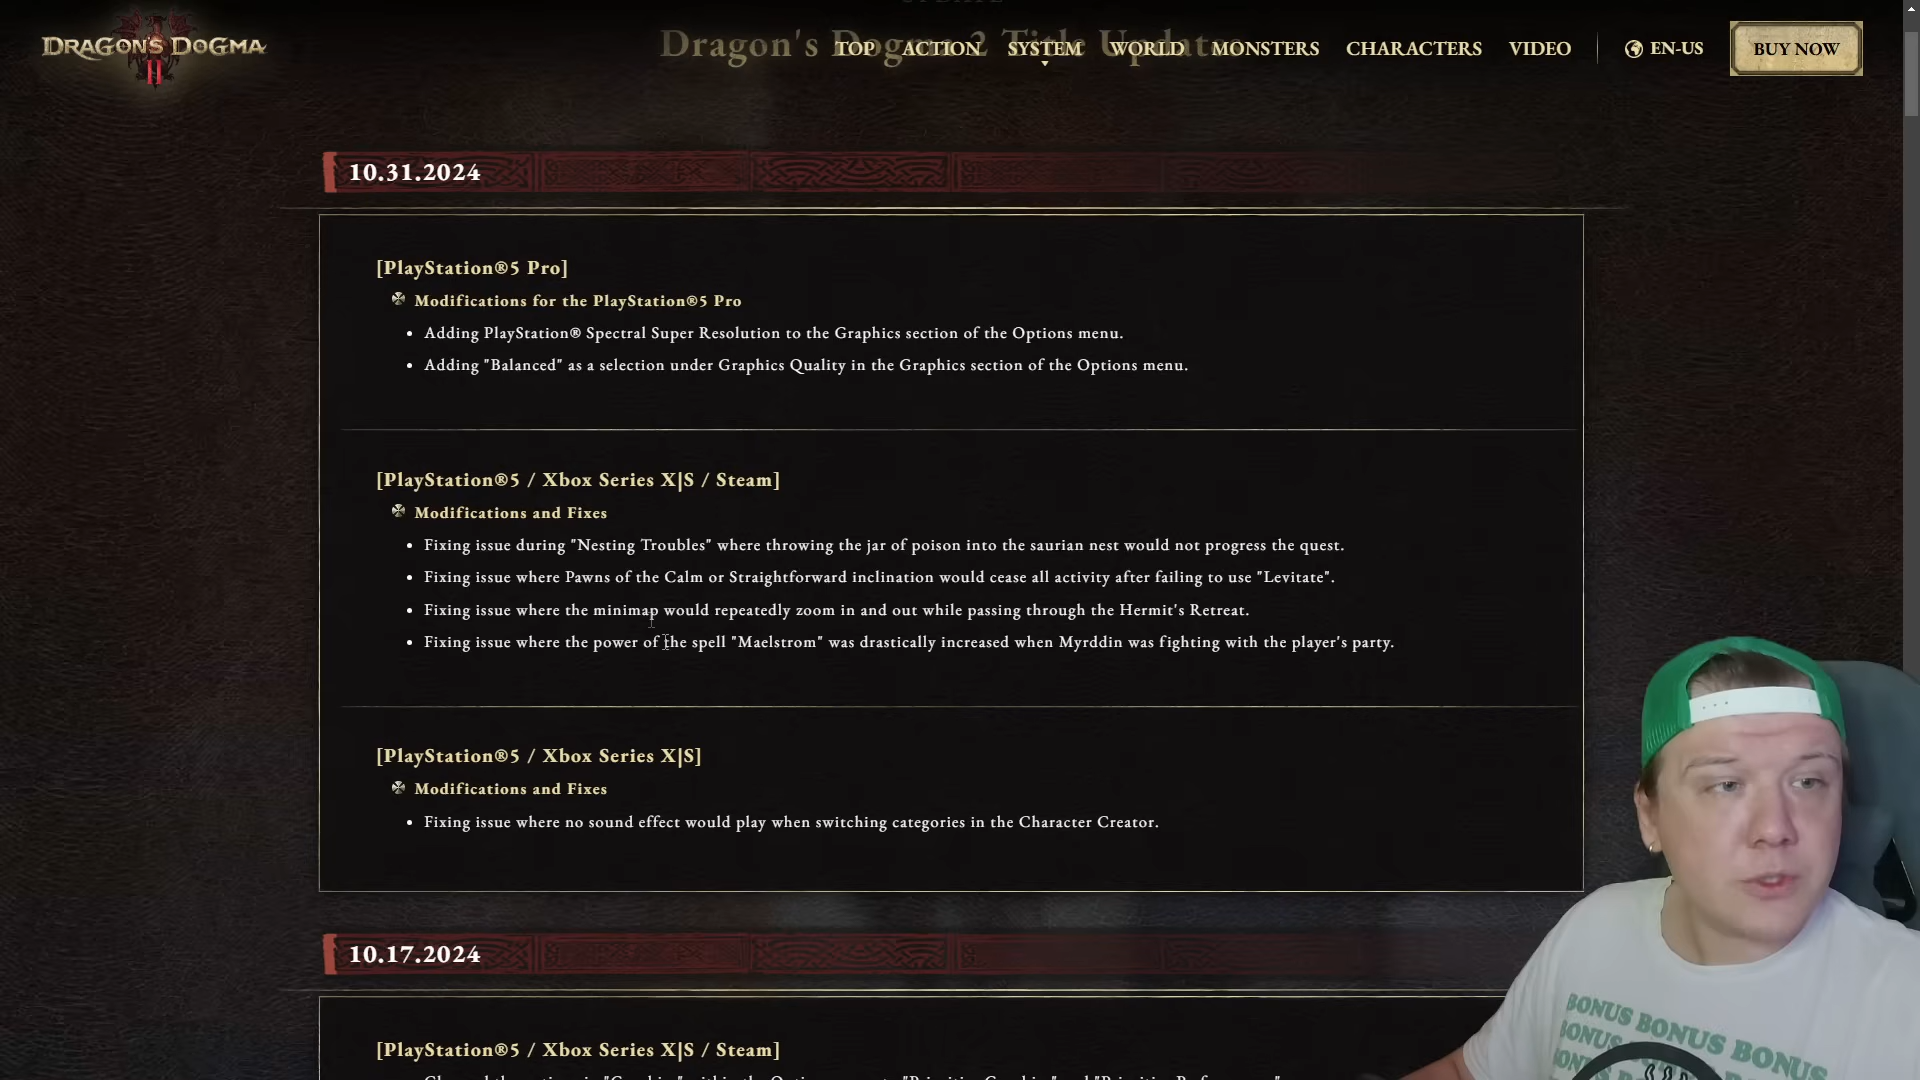 DRAGON'S DOGMA
II
Dragon's Dogma 2 Title Updates
TOP ACTION SYSTEM WORLD MONSTERS CHARACTERS VIDEO EN-US BUY NOW
10.31.2024
[PlayStation®5 Pro]
Modifications for the PlayStation®5 Pro
• Adding PlayStation® Spectral Super Resolution to the Graphics section of the Options menu.
• Adding "Balanced" as a selection under Graphics Quality in the Graphics section of the Options menu.
[PlayStation®5 / Xbox Series X|S / Steam]
Modifications and Fixes
• Fixing issue during "Nesting Troubles" where throwing the jar of poison into the saurian nest would not progress the quest.
• Fixing issue where Pawns of the Calm or Straightforward inclination would cease all activity after failing to use "Levitate".
• Fixing issue where the minimap would repeatedly zoom in and out while passing through the Hermit's Retreat.
• Fixing issue where the power of the spell "Maelstrom" was drastically increased when Myrddin was fighting with the player's party.
[PlayStation®5 / Xbox Series X|S]
Modifications and Fixes
• Fixing issue where no sound effect would play when switching categories in the Character Creator.
10.17.2024
[PlayStation®5 / Xbox Series X|S / Steam]
BONUS BONUS BONUS